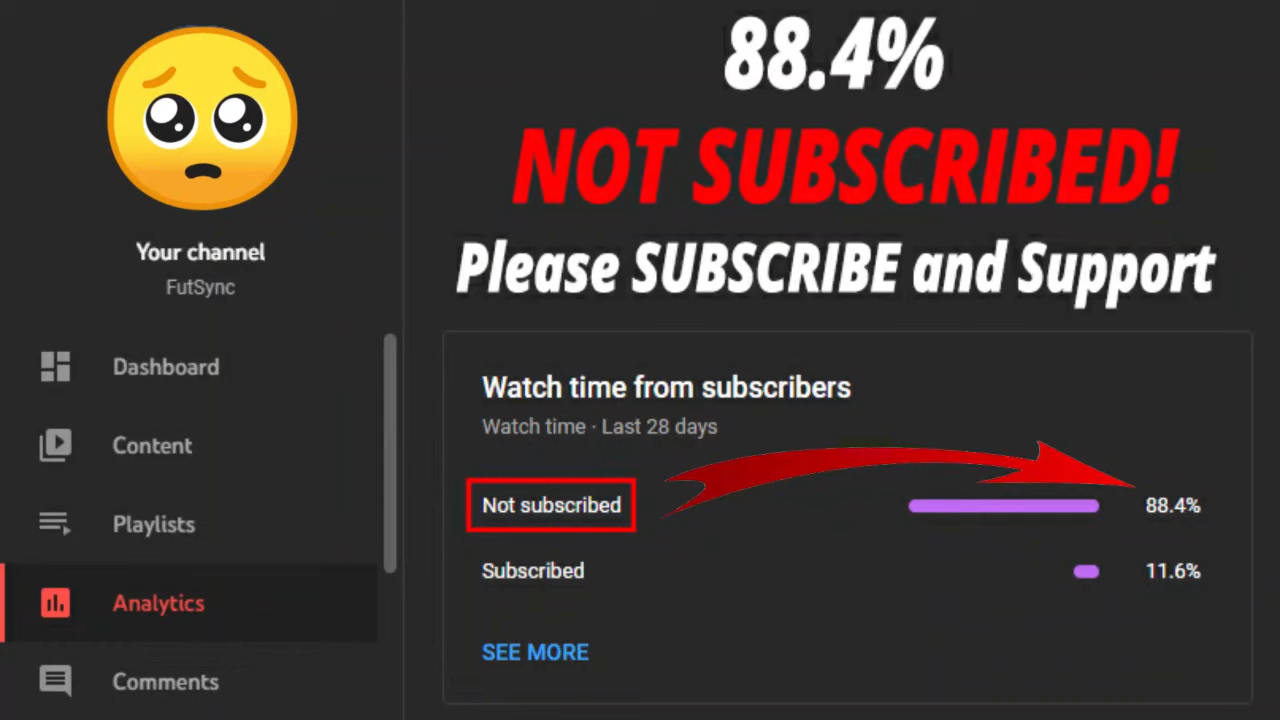 Your channel
FutSync
Dashboard
Content
Playlists
Analytics
Comments
88.4%
NOT SUBSCRIBED!
Please SUBSCRIBE and Support
Watch time from subscribers
Watch time · Last 28 days
Not subscribed 88.4%
Subscribed 11.6%
SEE MORE